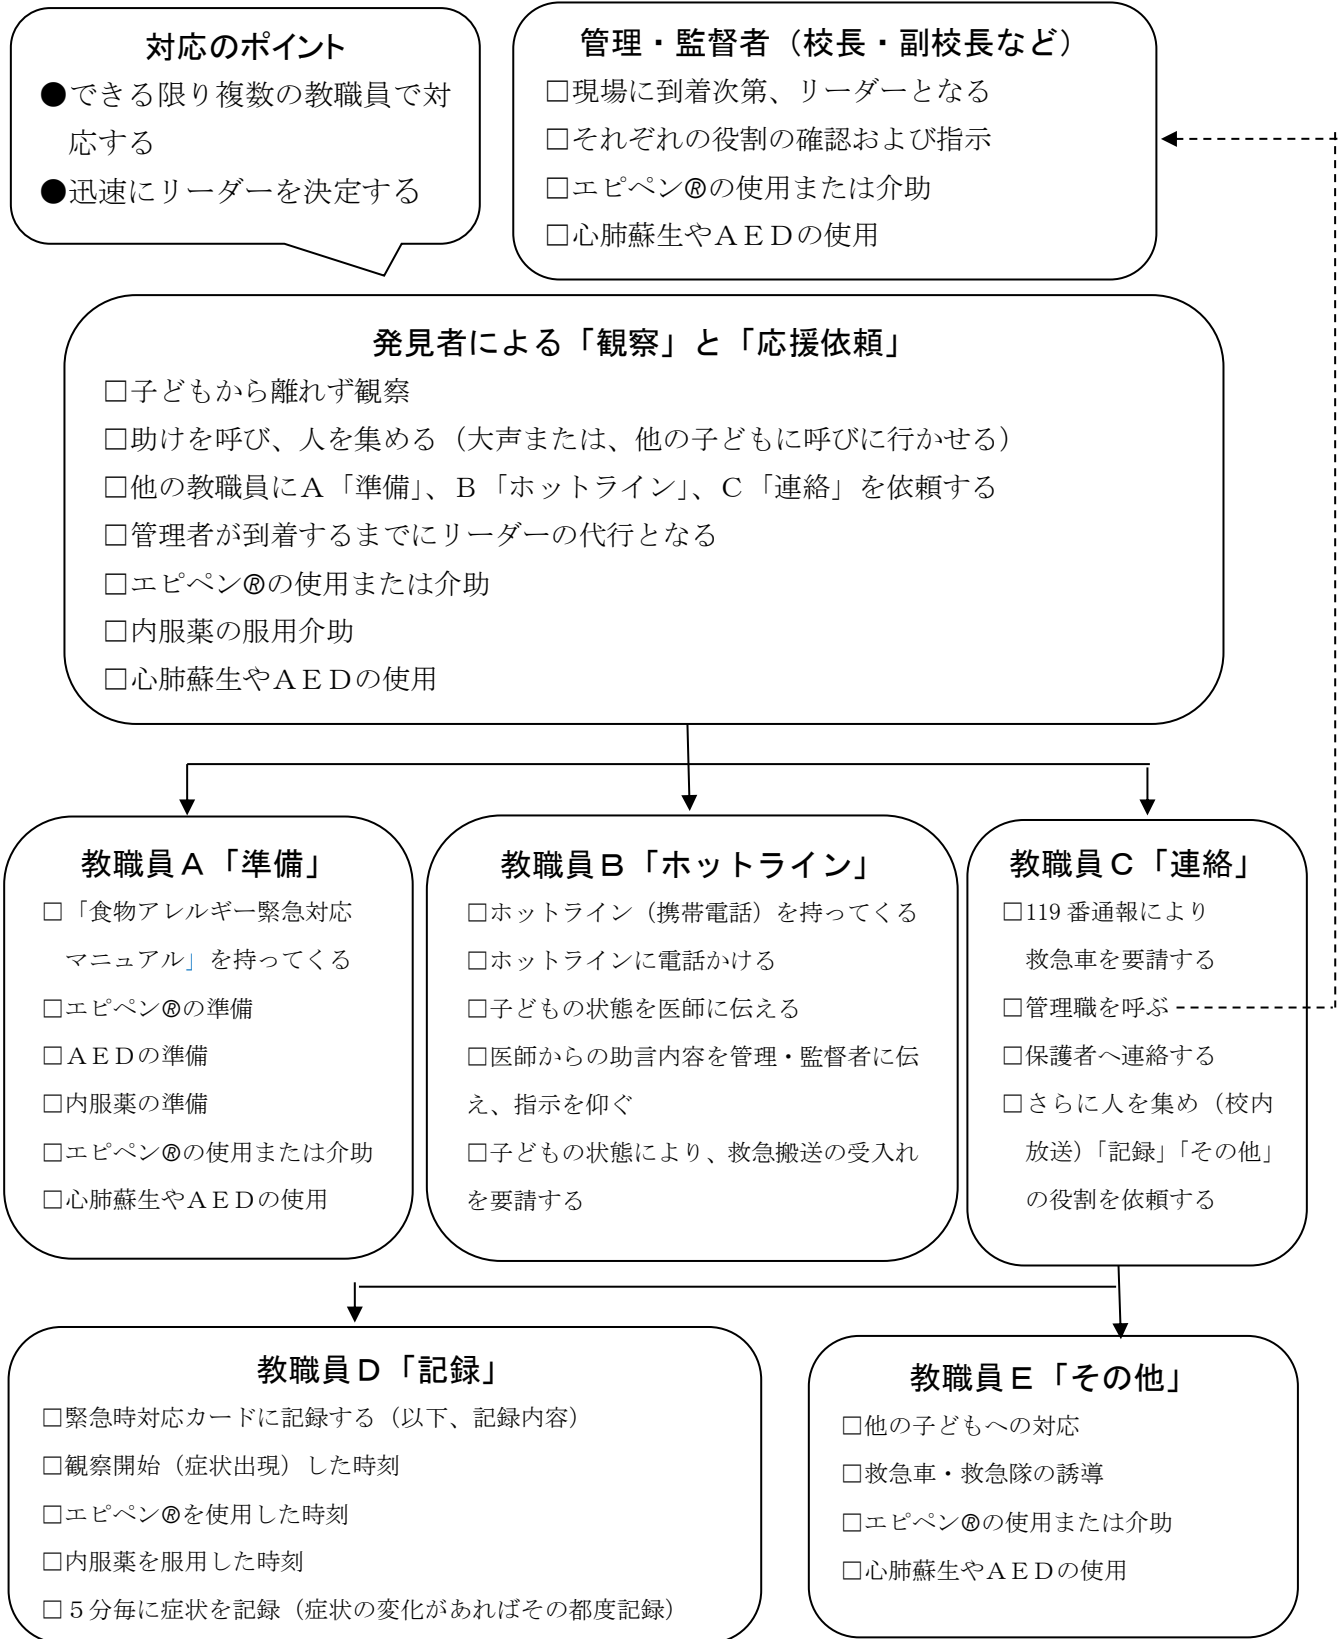 対応のポイント
●できる限り複数の教職員で対
応する
●迅速にリーダーを決定する
管理・監督者（校長・副校長など）
□現場に到着次第、リーダーとなる
□それぞれの役割の確認および指示
□エピペン®の使用または介助
□心肺蘇生やＡＥＤの使用
発見者による「観察」と「応援依頼」
□子どもから離れず観察
□助けを呼び、人を集める（大声または、他の子どもに呼びに行かせる）
□他の教職員にＡ「準備」、Ｂ「ホットライン」、Ｃ「連絡」を依頼する
□管理者が到着するまでにリーダーの代行となる
□エピペン®の使用または介助
□内服薬の服用介助
□心肺蘇生やＡＥＤの使用
教職員Ａ「準備」
□「食物アレルギー緊急対応
マニュアル」を持ってくる
□エピペン®の準備
□ＡＥＤの準備
□内服薬の準備
□エピペン®の使用または介助
□心肺蘇生やＡＥＤの使用
教職員Ｂ「ホットライン」
□ホットライン（携帯電話）を持ってくる
□ホットラインに電話かける
□子どもの状態を医師に伝える
□医師からの助言内容を管理・監督者に伝
え、指示を仰ぐ
□子どもの状態により、救急搬送の受入れ
を要請する
教職員Ｃ「連絡」
□119 番通報により
救急車を要請する
□管理職を呼ぶ
□保護者へ連絡する
□さらに人を集め（校内
放送）「記録」「その他」
の役割を依頼する
教職員Ｄ「記録」
□緊急時対応カードに記録する（以下、記録内容）
□観察開始（症状出現）した時刻
□エピペン®を使用した時刻
□内服薬を服用した時刻
□５分毎に症状を記録（症状の変化があればその都度記録）
教職員Ｅ「その他」
□他の子どもへの対応
□救急車・救急隊の誘導
□エピペン®の使用または介助
□心肺蘇生やＡＥＤの使用